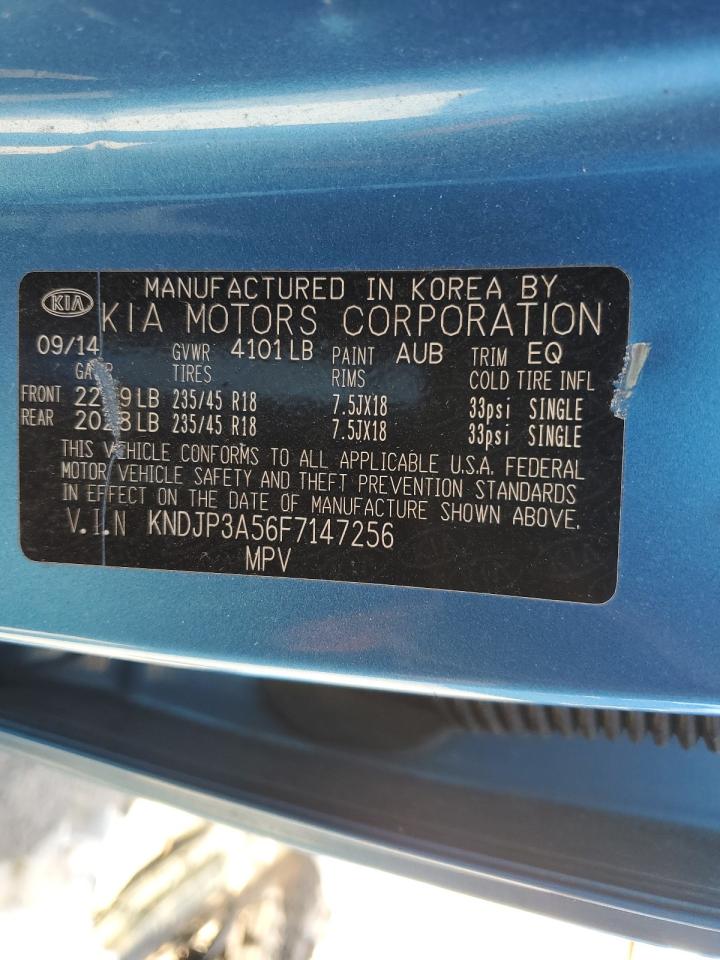 KIA
MANUFACTURED IN KOREA BY
KIA MOTORS CORPORATION
09/14 GVWR 4101LB PAINT AUB TRIM EQ
TIRES RIMS COLD TIRE INFL
FRONT LB 235/45 R18 7.5JX18 33psi SINGLE
REAR LB 235/45 R18 7.5JX18 33psi SINGLE
THIS VEHICLE CONFORMS TO ALL APPLICABLE U.S.A. FEDERAL
MOTOR VEHICLE SAFETY AND THEFT PREVENTION STANDARDS
IN EFFECT ON THE DATE OF MANUFACTURE SHOWN ABOVE.
V.I.N KNDJP3A56F7147256
MPV